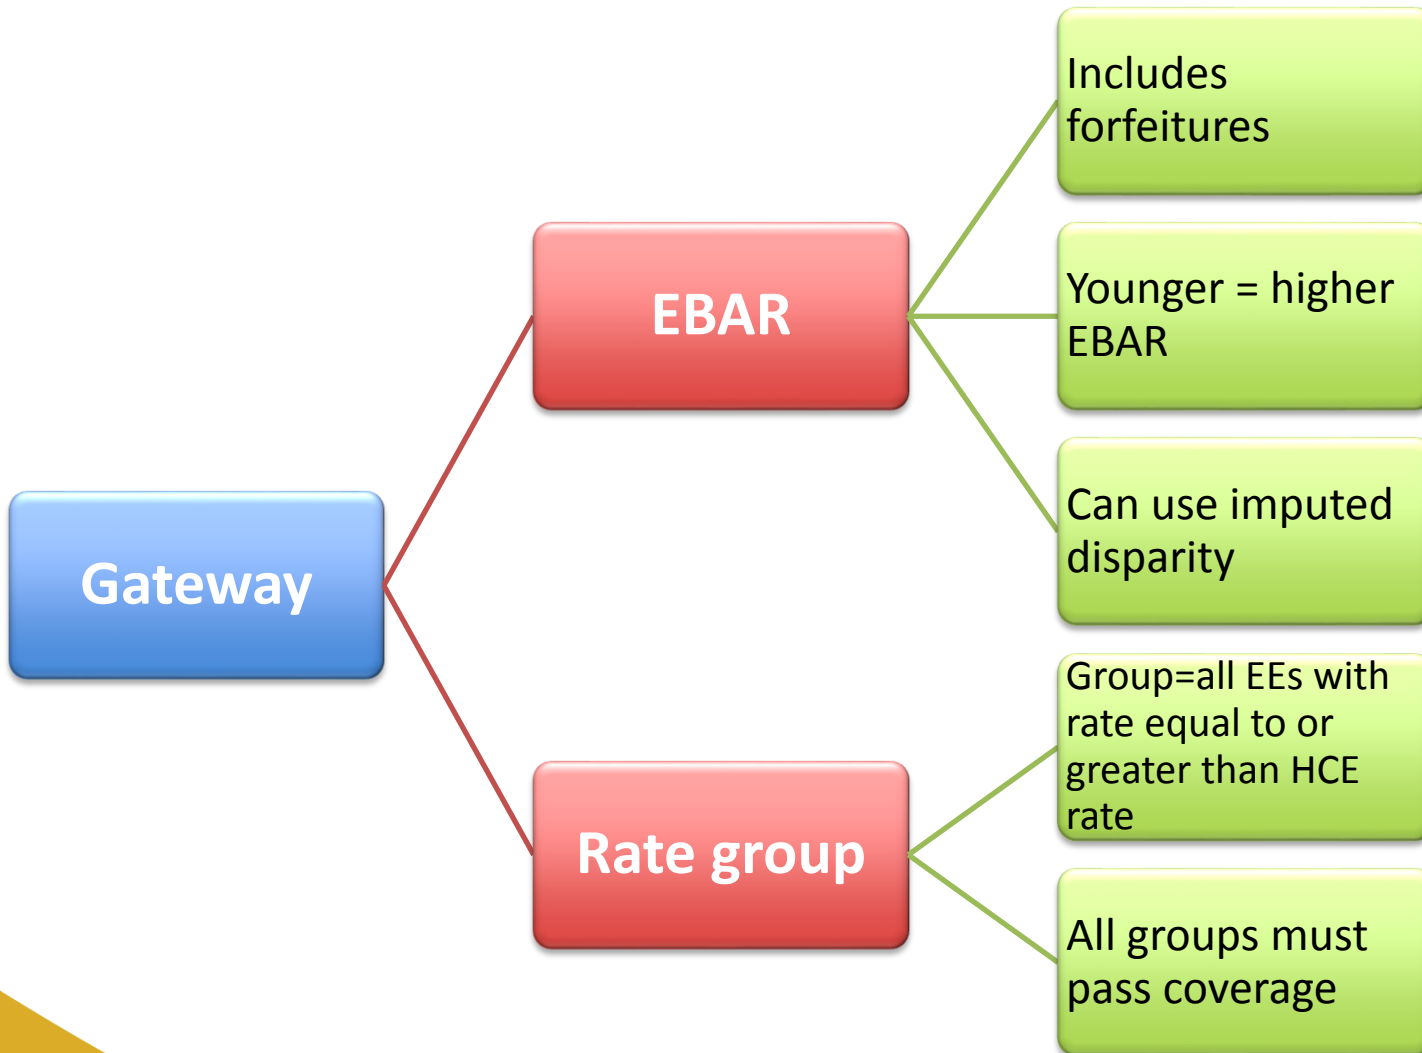 Gateway
EBAR
Includes
forfeitures
Younger = higher
EBAR
Can use imputed
disparity
Rate group
Group=all EEs with
rate equal to or
greater than HCE
rate
All groups must
pass coverage